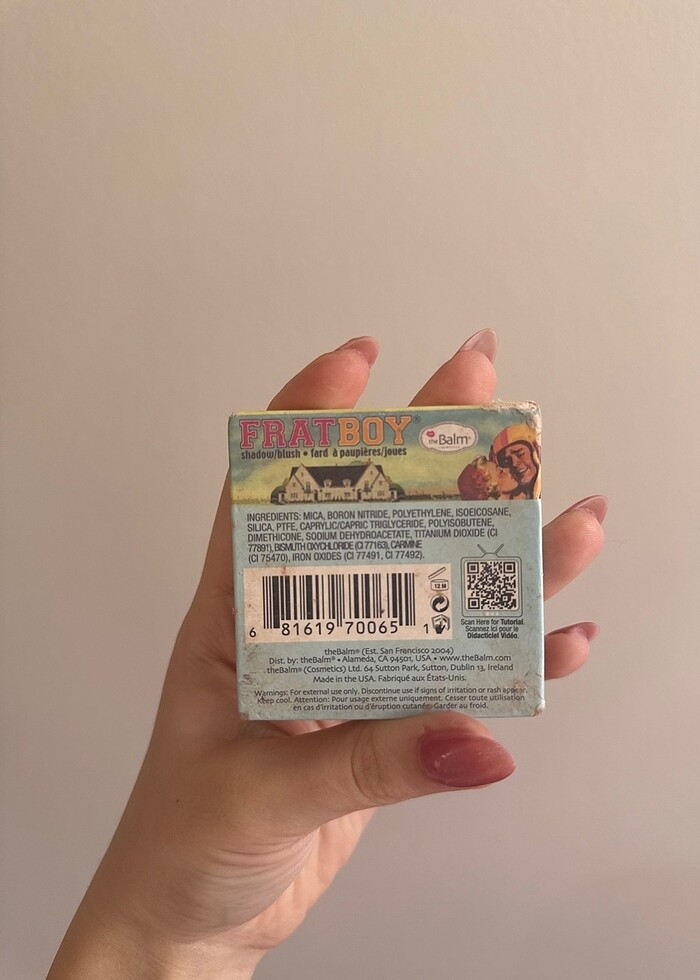 FRATBOY®
theBalm®
shadow/blush • fard à paupières/joues
INGREDIENTS: MICA, BORON NITRIDE, POLYETHYLENE, ISOEICOSANE,
SILICA, PTFE, CAPRYLIC/CAPRIC TRIGLYCERIDE, POLYISOBUTENE,
DIMETHICONE, SODIUM DEHYDROACETATE, TITANIUM DIOXIDE (CI
77891), BISMUTH OXYCHLORIDE (CI 77163), CARMINE
(CI 75470), IRON OXIDES (CI 77491, CI 77492).
12 M
6 81619 70065 1
Scan Here for Tutorial.
Scannez Ici pour le
Didacticiel Vidéo.
theBalm® (Est. San Francisco 2004)
Dist. by: theBalm® • Alameda, CA 94501, USA • www.theBalm.com
theBalm® (Cosmetics) Ltd. 64 Sutton Park, Sutton, Dublin 13, Ireland
Made in the USA. Fabriqué aux États-Unis.
Warnings: For external use only. Discontinue use if signs of irritation or rash appear.
Keep cool. Attention: Pour usage externe uniquement. Cesser toute utilisation
en cas d'irritation ou d'éruption cutanée. Garder au froid.